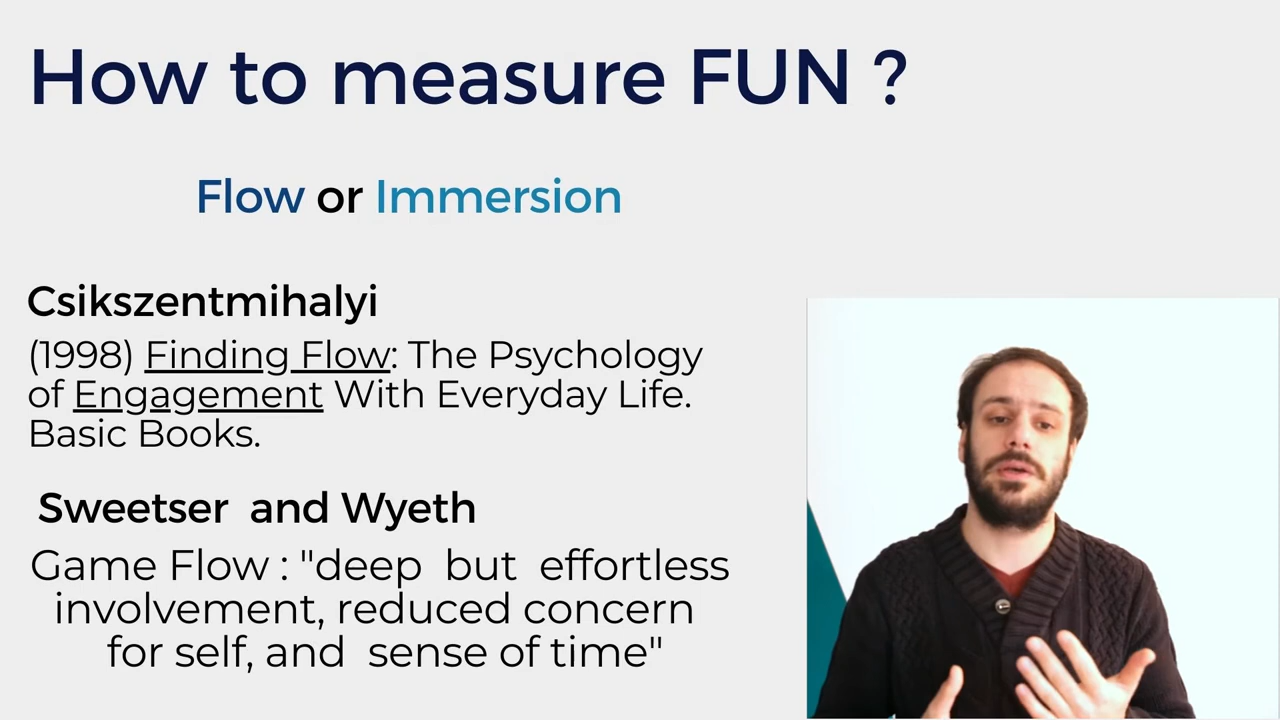 How to measure FUN ?
Flow or Immersion
Csikszentmihalyi
(1998) Finding Flow: The Psychology
of Engagement With Everyday Life.
Basic Books.
Sweetser and Wyeth
Game Flow : "deep but effortless
involvement, reduced concern
for self, and sense of time"